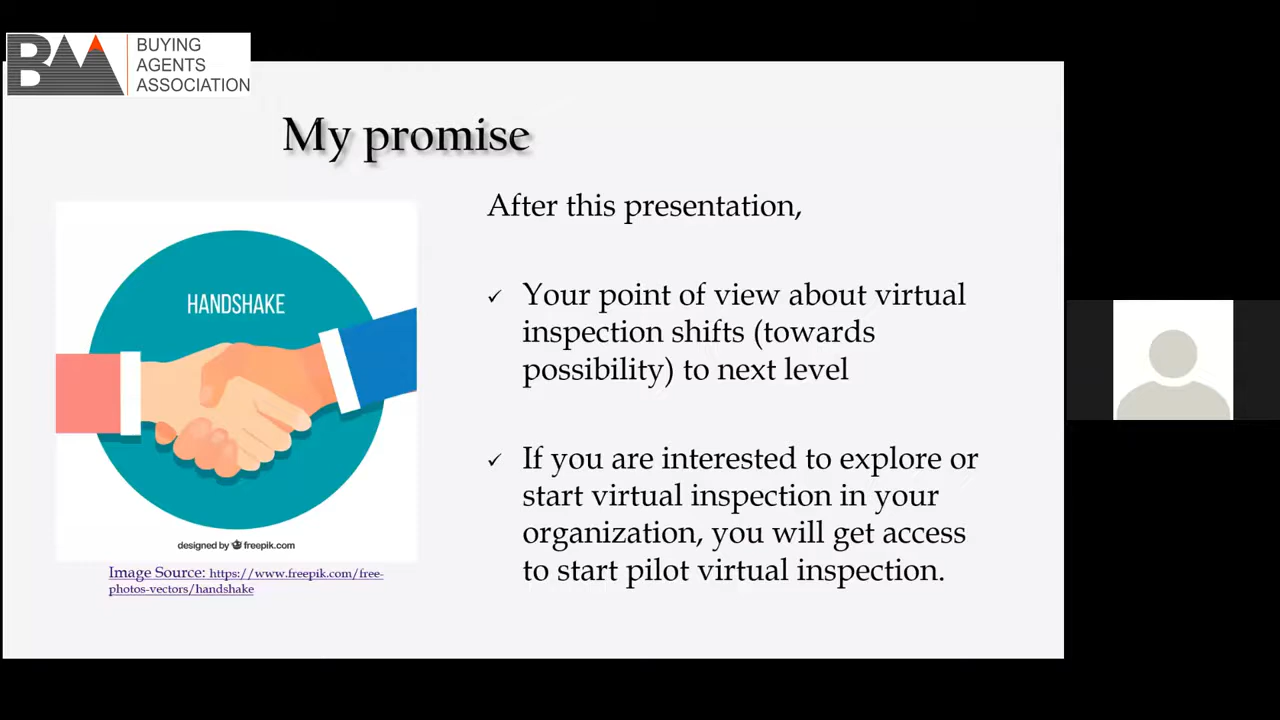 BMA
BUYING
AGENTS
ASSOCIATION
My promise
HANDSHAKE
designed by freepik.com
Image Source: https://www.freepik.com/free-
photos-vectors/handshake
After this presentation,
✓ Your point of view about virtual
inspection shifts (towards
possibility) to next level
✓ If you are interested to explore or
start virtual inspection in your
organization, you will get access
to start pilot virtual inspection.